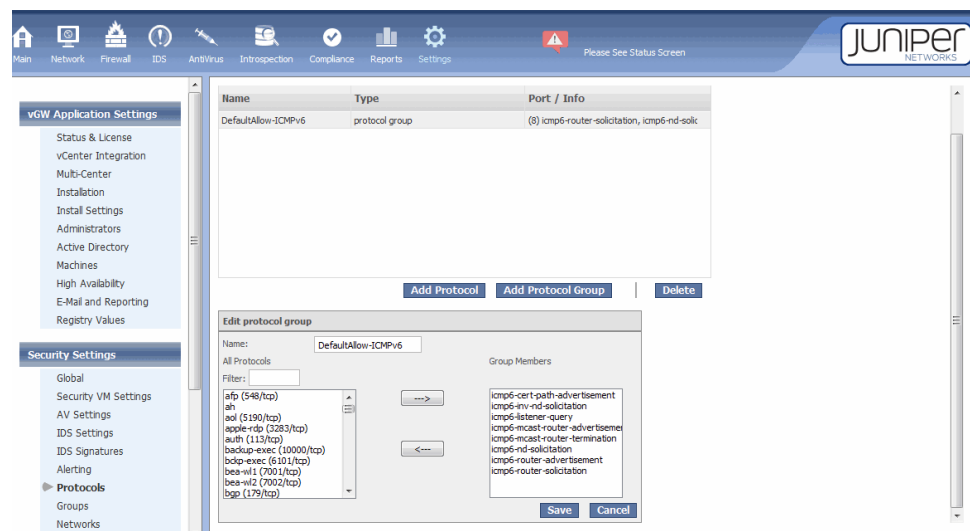 Main Network Firewall IDS AntiVirus Introspection Compliance Reports Settings
Please See Status Screen
JUNIPER
NETWORKS
vGW Application Settings
Status & License
vCenter Integration
Multi-Center
Installation
Install Settings
Administrators
Active Directory
Machines
High Availability
E-Mail and Reporting
Registry Values
Security Settings
Global
Security VM Settings
AV Settings
IDS Settings
IDS Signatures
Alerting
Protocols
Groups
Networks
Name Type Port / Info
DefaultAllow-ICMPv6 protocol group (8) icmp6-router-solicitation, icmp6-nd-solic
Add Protocol Add Protocol Group | Delete
Edit protocol group
Name: DefaultAllow-ICMPv6
All Protocols Group Members
Filter:
afp (548/tcp)
ah
aol (5190/tcp)
apple-rdp (3283/tcp)
auth (113/tcp)
backup-exec (10000/tcp)
bckp-exec (6101/tcp)
bea-wl1 (7001/tcp)
bea-wl2 (7002/tcp)
bgp (179/tcp)
--->
<---
icmp6-cert-path-advertisement
icmp6-inv-nd-solicitation
icmp6-listener-query
icmp6-mcast-router-advertisemer
icmp6-mcast-router-termination
icmp6-nd-solicitation
icmp6-router-advertisement
icmp6-router-solicitation
Save Cancel